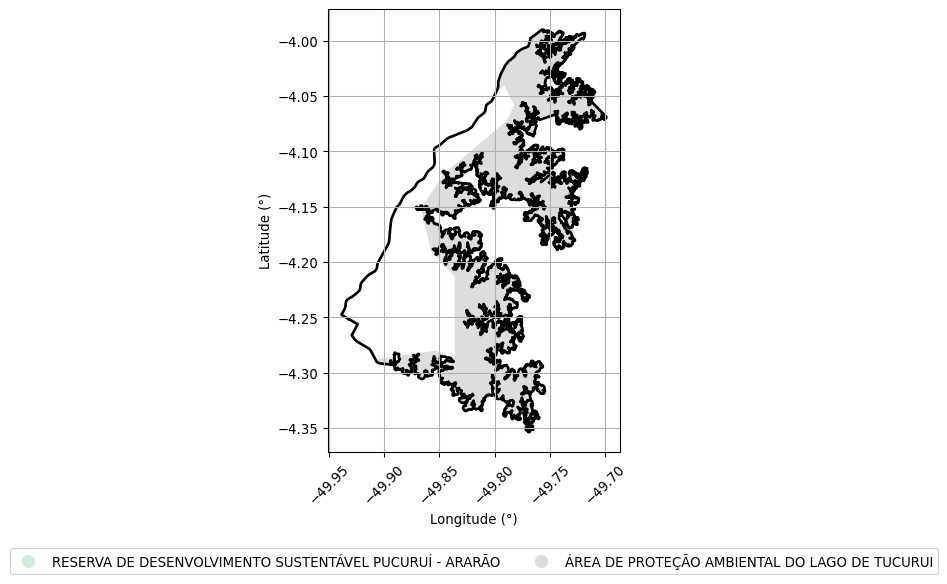 −4.00
−4.05
−4.10
−4.15
−4.20
−4.25
−4.30
−4.35
Latitude (°)
−49.95 −49.90 −49.85 −49.80 −49.75 −49.70
Longitude (°)
RESERVA DE DESENVOLVIMENTO SUSTENTÁVEL PUCURUÍ - ARARÃO ÁREA DE PROTEÇÃO AMBIENTAL DO LAGO DE TUCURUI